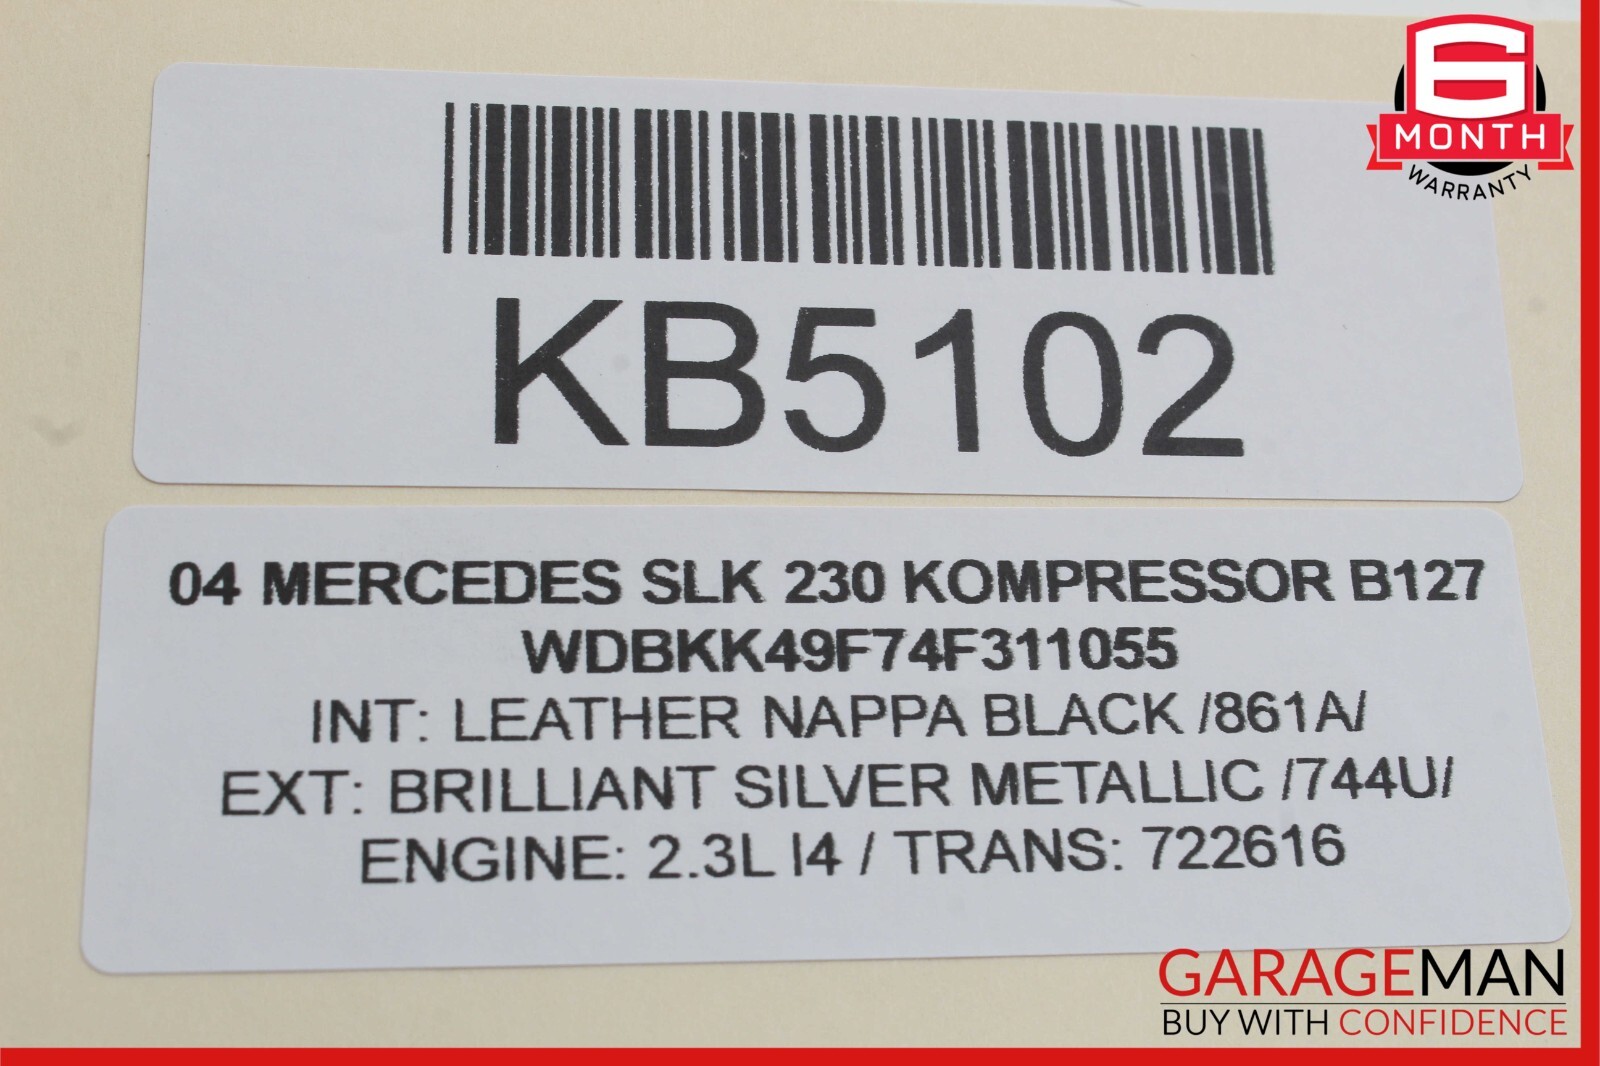 6
MONTH
WARRANTY
KB5102
04 MERCEDES SLK 230 KOMPRESSOR B127
WDBKK49F74F311055
INT: LEATHER NAPPA BLACK /861A/
EXT: BRILLIANT SILVER METALLIC /744U/
ENGINE: 2.3L I4 / TRANS: 722616
GARAGEMAN
BUY WITH CONFIDENCE